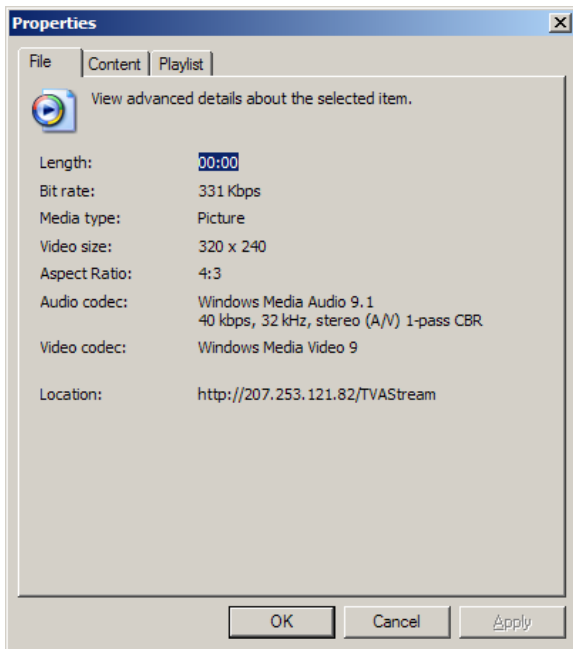 Properties
File Content Playlist
View advanced details about the selected item.
Length: 00:00
Bit rate: 331 Kbps
Media type: Picture
Video size: 320 x 240
Aspect Ratio: 4:3
Audio codec: Windows Media Audio 9.1
40 kbps, 32 kHz, stereo (A/V) 1-pass CBR
Video codec: Windows Media Video 9
Location: http://207.253.121.82/TVAStream
OK Cancel Apply